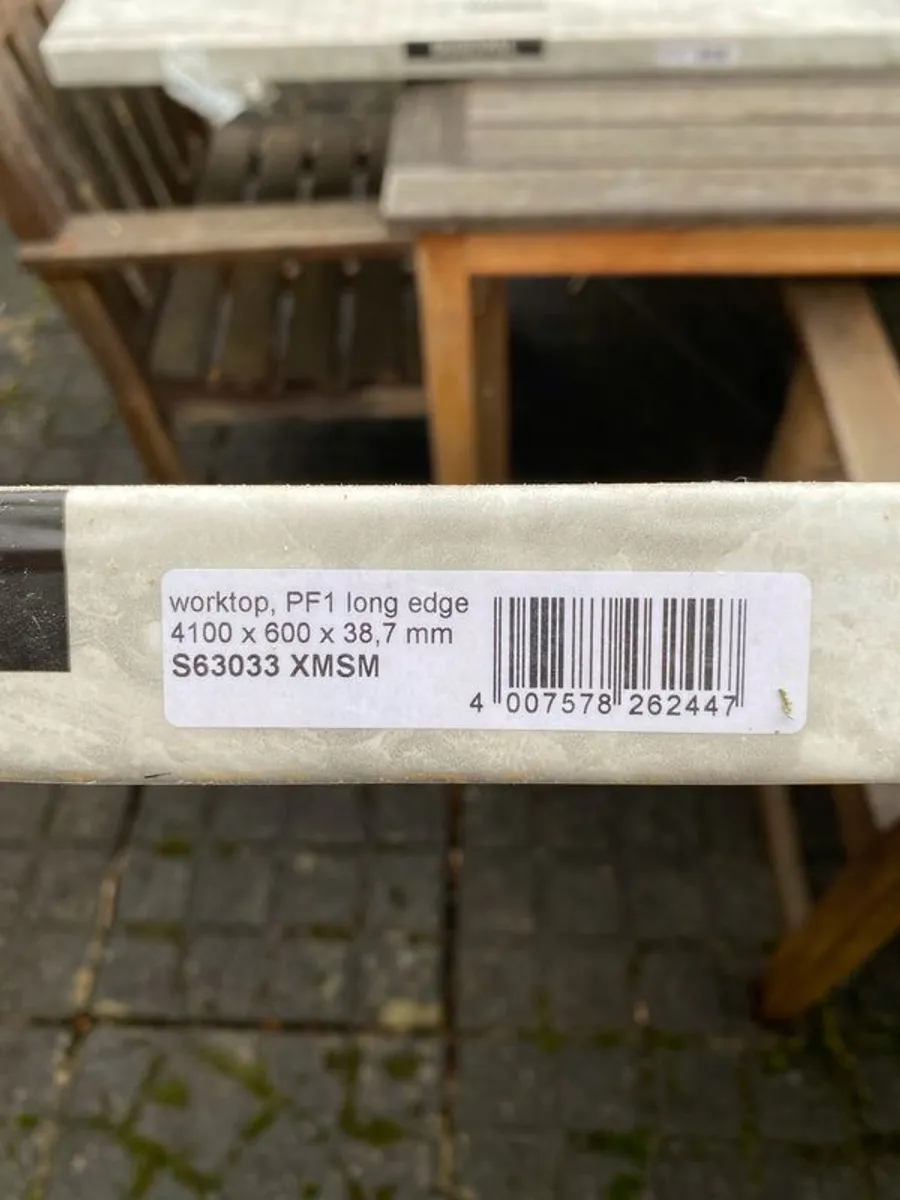 worktop, PF1 long edge
4100 x 600 x 38,7 mm
S63033 XMSM
4 007578 262447